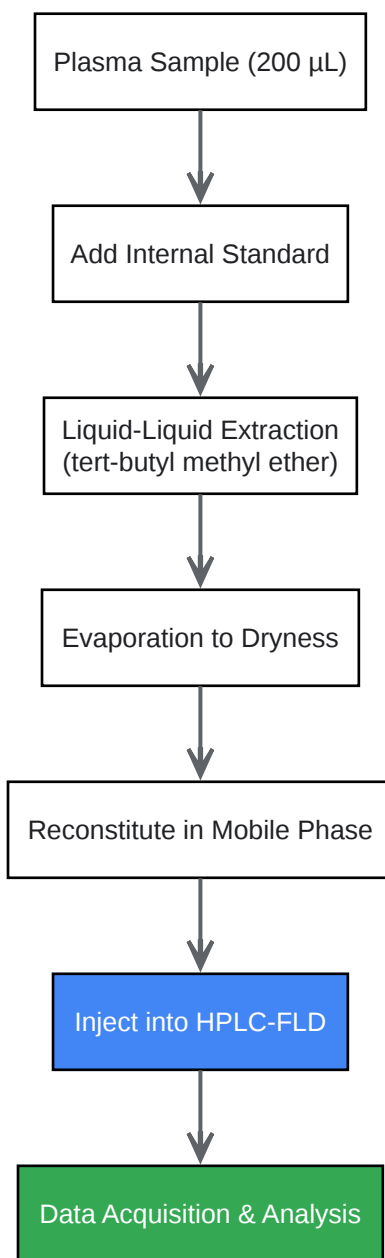 Plasma Sample (200 µL)
Add Internal Standard
Liquid-Liquid Extraction
(tert-butyl methyl ether)
Evaporation to Dryness
Reconstitute in Mobile Phase
Inject into HPLC-FLD
Data Acquisition & Analysis